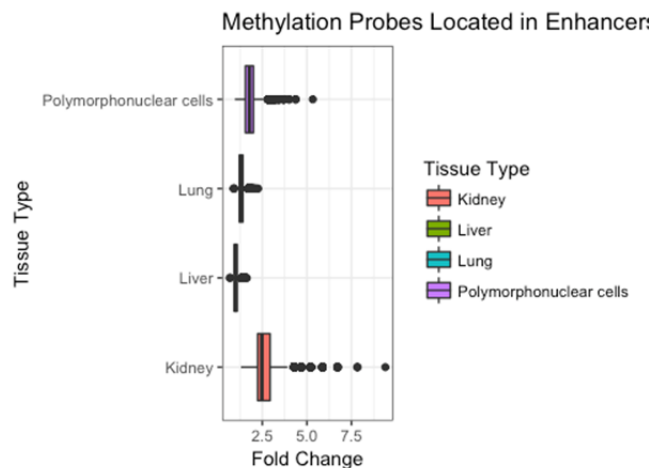 Methylation Probes Located in Enhancers
Polymorphonuclear cells
Lung
Liver
Kidney
Tissue Type
2.5 5.0 7.5
Fold Change
Tissue Type
Kidney
Liver
Lung
Polymorphonuclear cells